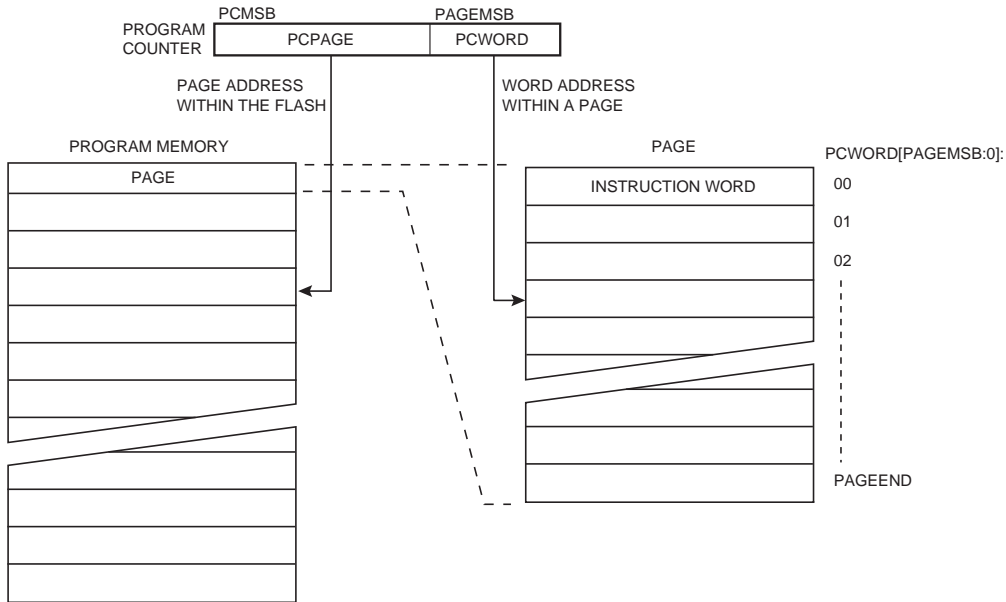 PCMSB
PAGEMSB
PROGRAM
COUNTER
PCPAGE
PCWORD
PAGE ADDRESS
WITHIN THE FLASH
WORD ADDRESS
WITHIN A PAGE
PROGRAM MEMORY
PAGE
PAGE
INSTRUCTION WORD
PCWORD[PAGEMSB:0]:
00
01
02
PAGEEND